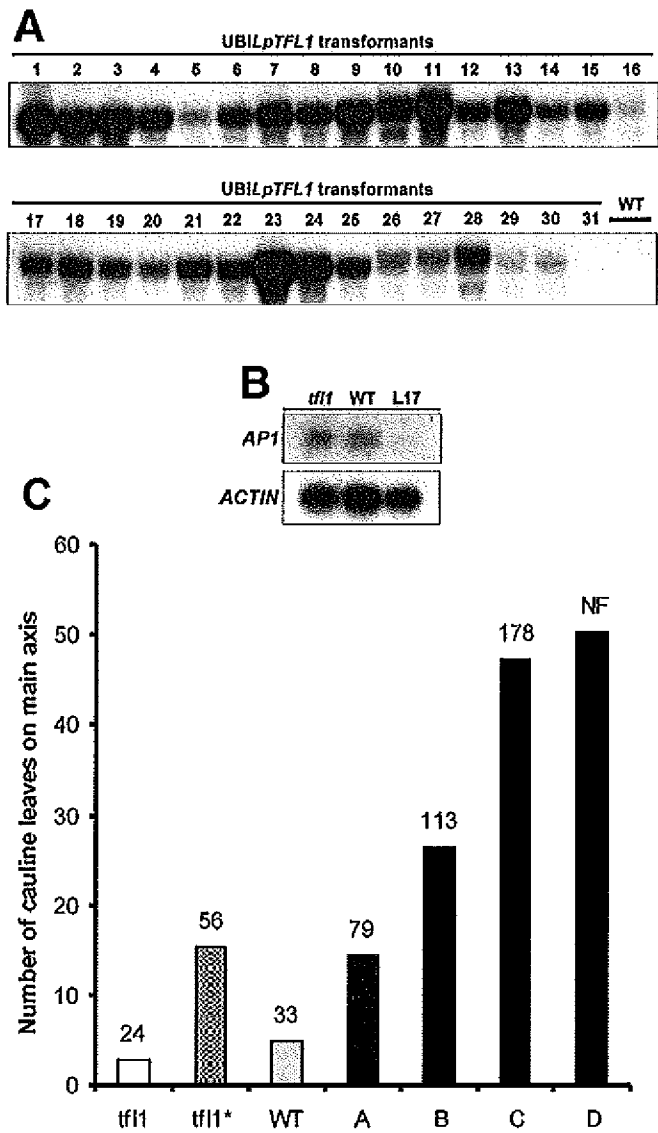 A
UBILpTFL1 transformants
1 2 3 4 5 6 7 8 9 10 11 12 13 14 15 16
UBILpTFL1 transformants
WT
17 18 19 20 21 22 23 24 25 26 27 28 29 30 31
B
tfl1 WT L17
AP1
ACTIN
C
Number of cauline leaves on main axis
60
50
40
30
20
10
0
24
56
33
79
113
178
NF
tfl1 tfl1* WT A B C D